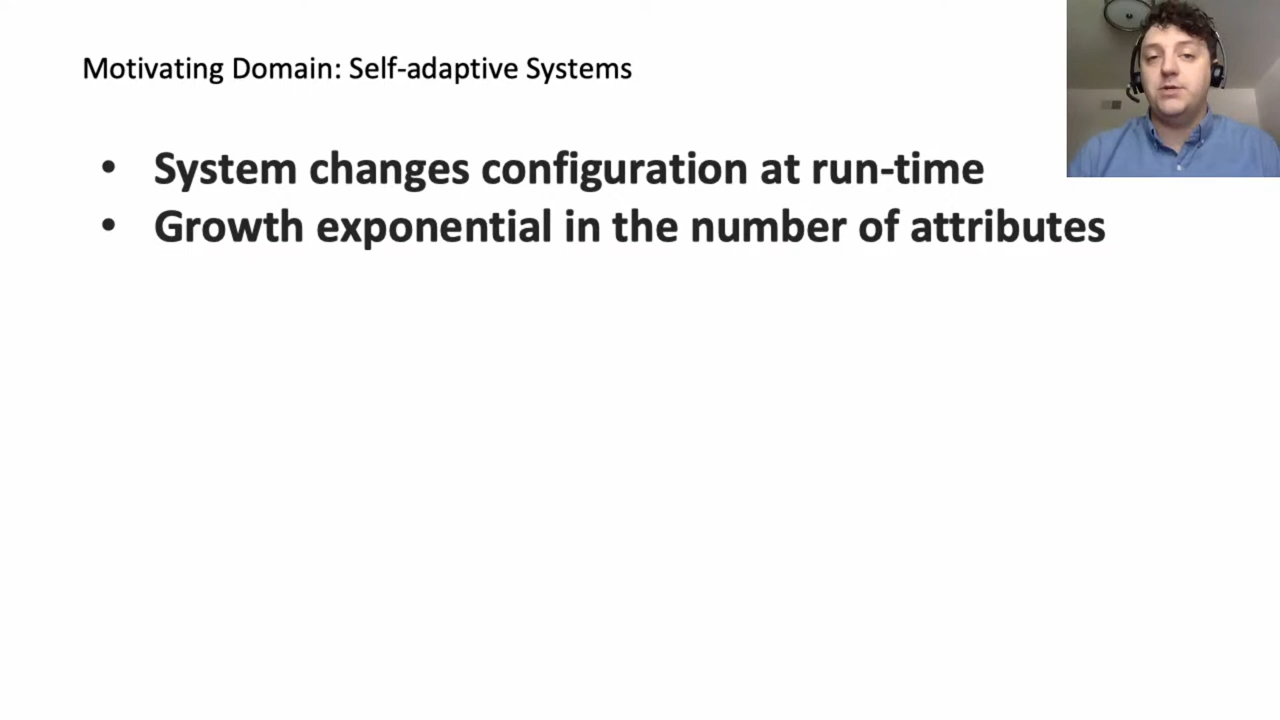 Motivating Domain: Self-adaptive Systems
• System changes configuration at run-time
• Growth exponential in the number of attributes